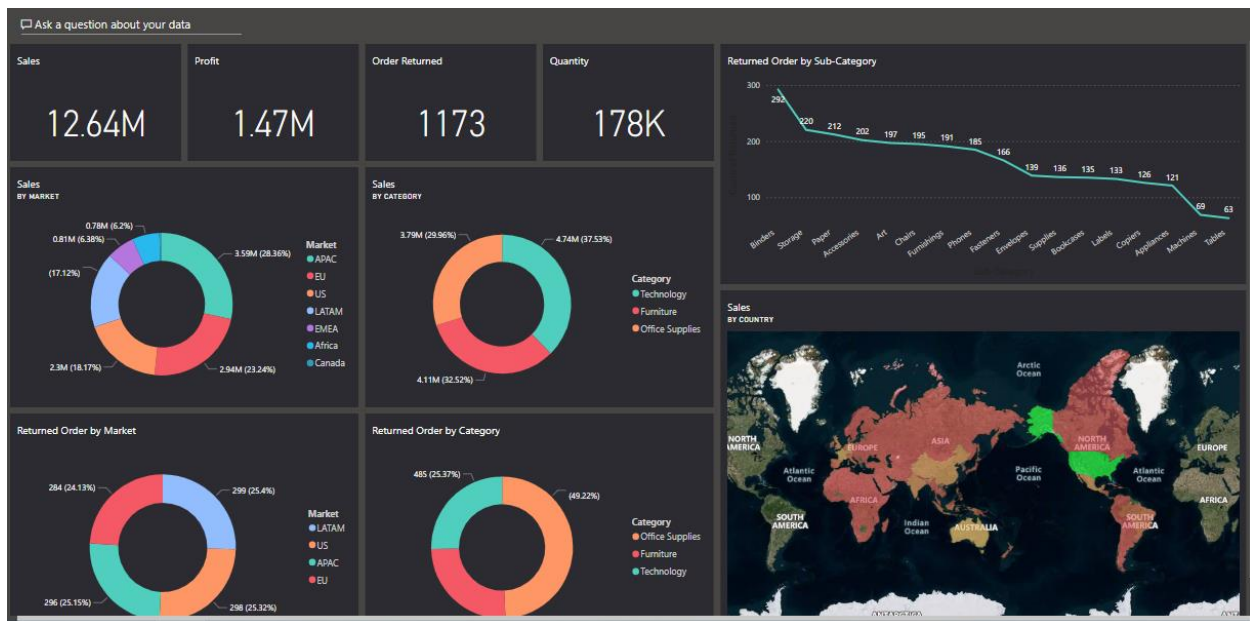 Ask a question about your data
Sales
12.64M
Profit
1.47M
Order Returned
1173
Quantity
178K
Returned Order by Sub-Category
300
200
100
292
220
212
202
197
195
191
185
166
139
136
135
133
126
121
69
63
Binders
Storage
Paper
Accessories
Art
Chairs
Furnishings
Phones
Fasteners
Envelopes
Supplies
Bookcases
Labels
Copiers
Appliances
Machines
Tables
Sales
BY MARKET
0.78M (6.2%)
0.81M (6.38%)
(17.12%)
2.3M (18.17%)
3.59M (28.36%)
2.94M (23.24%)
Market
APAC
EU
US
LATAM
EMEA
Africa
Canada
Sales
BY CATEGORY
3.79M (29.96%)
4.74M (37.53%)
4.11M (32.52%)
Category
Technology
Furniture
Office Supplies
Sales
BY COUNTRY
Arctic
Ocean
NORTH
AMERICA
EUROPE
ASIA
NORTH
AMERICA
EUROPE
Atlantic
Ocean
Pacific
Ocean
Atlantic
Ocean
AFRICA
AFRICA
SOUTH
AMERICA
Indian
Ocean
AUSTRALIA
SOUTH
AMERICA
ANTARCTICA
ANT
Returned Order by Market
284 (24.13%)
299 (25.4%)
296 (25.15%)
298 (25.32%)
Market
LATAM
US
APAC
EU
Returned Order by Category
485 (25.37%)
(49.22%)
Category
Office Supplies
Furniture
Technology